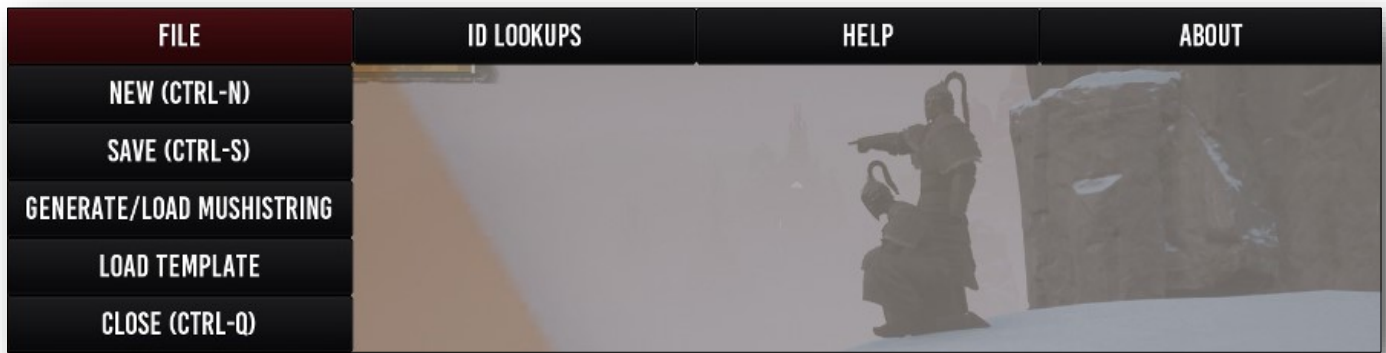 FILE
ID LOOKUPS
HELP
ABOUT
NEW (CTRL-N)
SAVE (CTRL-S)
GENERATE/LOAD MUSHISTRING
LOAD TEMPLATE
CLOSE (CTRL-Q)